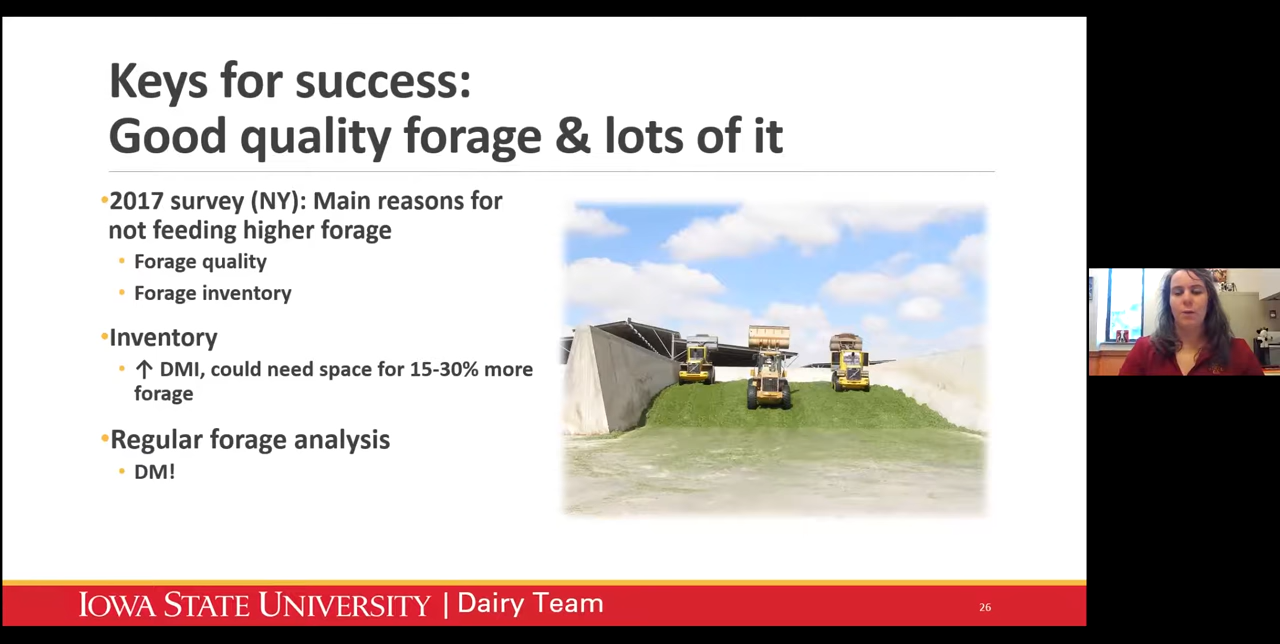 Keys for success:
Good quality forage & lots of it
•2017 survey (NY): Main reasons for
not feeding higher forage
• Forage quality
• Forage inventory
•Inventory
• ↑ DMI, could need space for 15-30% more
forage
•Regular forage analysis
• DM!
IOWA STATE UNIVERSITY | Dairy Team
26